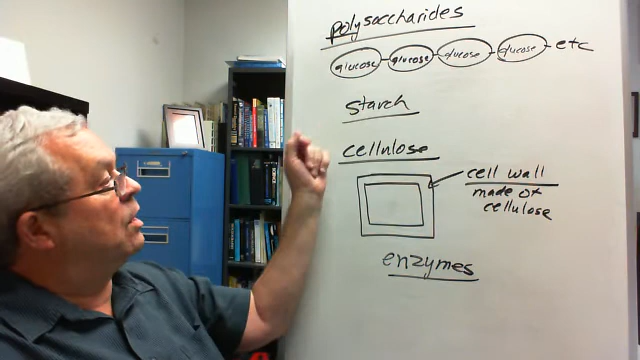 polysaccharides
glucose glucose glucose glucose etc
starch
cellulose
cell wall
made of
cellulose
enzymes